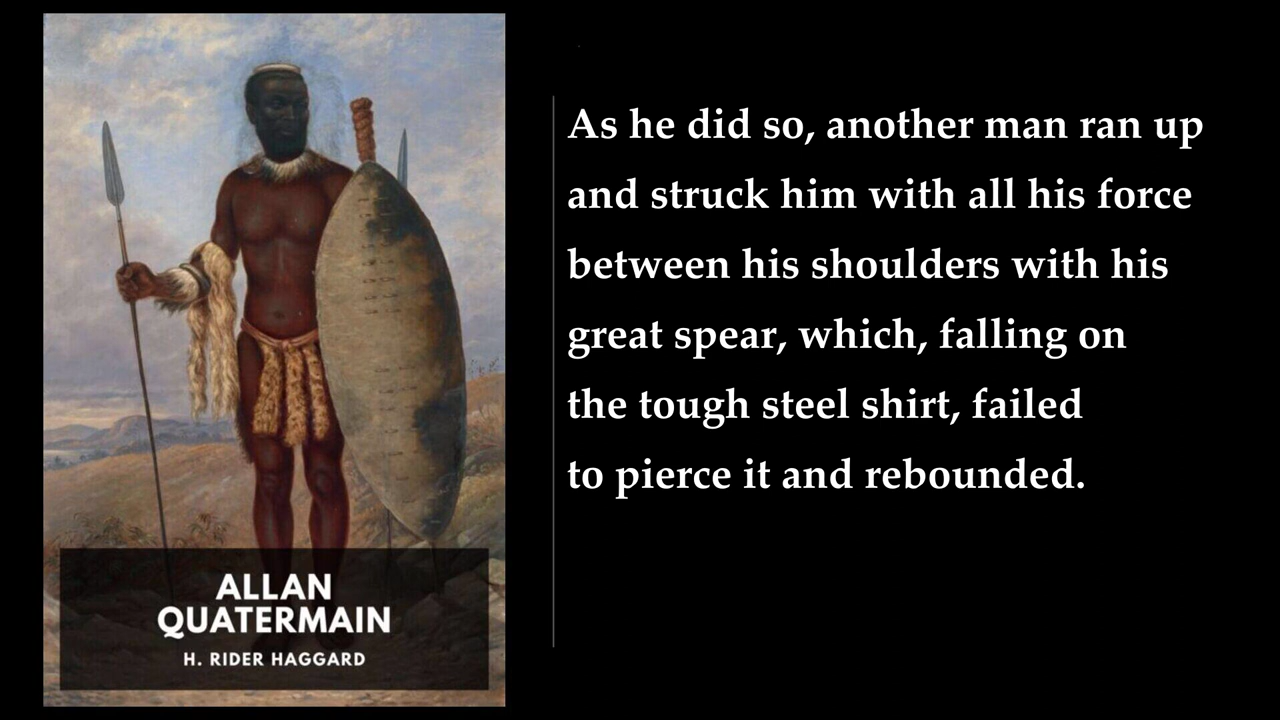 ALLAN
QUATERMAIN
H. RIDER HAGGARD
As he did so, another man ran up
and struck him with all his force
between his shoulders with his
great spear, which, falling on
the tough steel shirt, failed
to pierce it and rebounded.